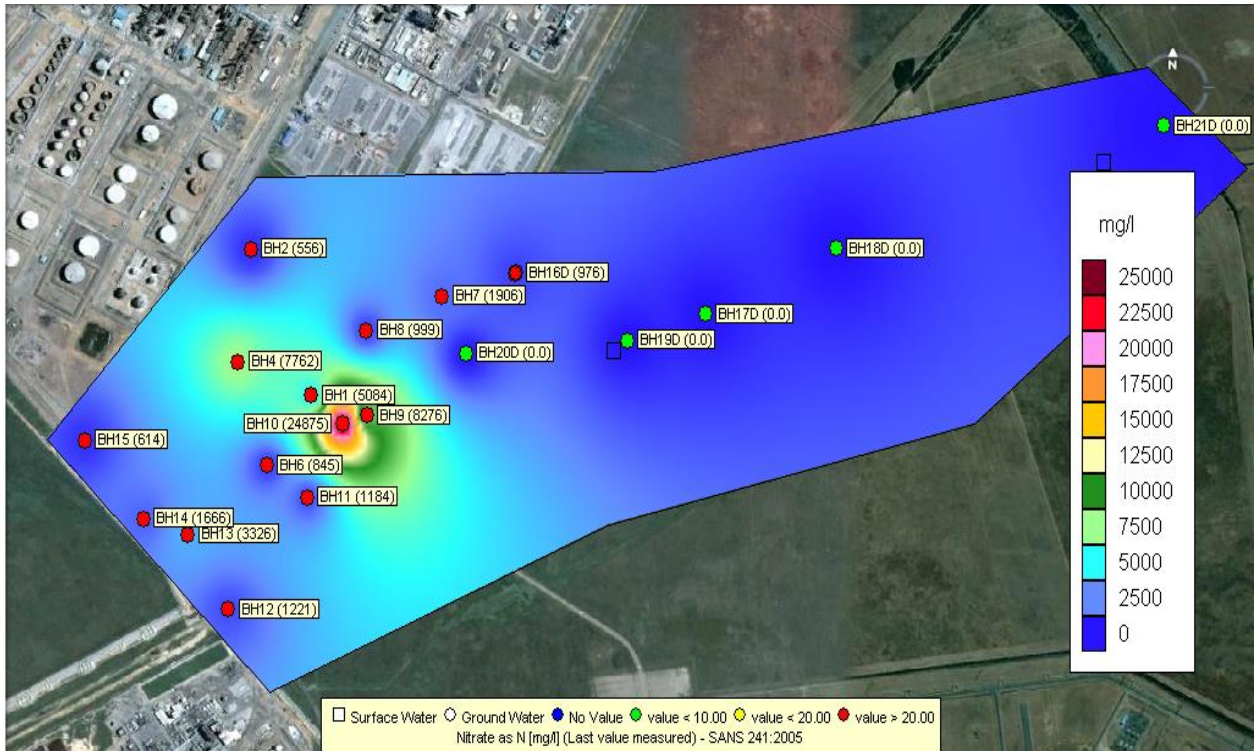 N
BH21D (0.0)
mg/l
BH2 (556)
BH18D (0.0)
BH16D (976)
25000
BH7 (1906)
22500
BH17D (0.0)
BH8 (999)
20000
BH19D (0.0)
BH20D (0.0)
BH4 (7762)
17500
BH1 (5084)
15000
BH9 (8276)
BH10 (24875)
12500
BH15 (614)
BH6 (845)
10000
BH11 (1184)
7500
BH14 (1666)
BH13 (3326)
5000
2500
BH12 (1221)
0
Surface Water Ground Water No Value value < 10.00 value < 20.00 value > 20.00
Nitrate as N [mg/l] (Last value measured) - SANS 241:2005